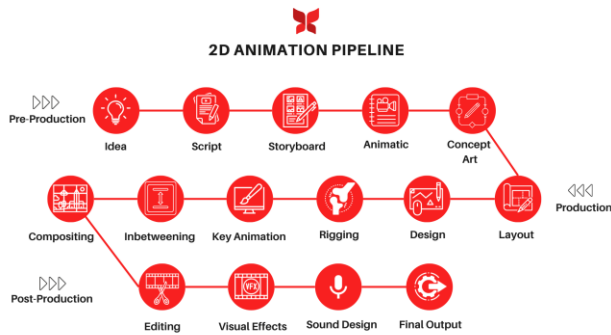 2D ANIMATION PIPELINE
Pre-Production
Idea
Script
Storyboard
Animatic
Concept
Art
Compositing
Inbetweening
Key Animation
Rigging
Design
Layout
Production
Post-Production
Editing
VFX
Visual Effects
Sound Design
Final Output